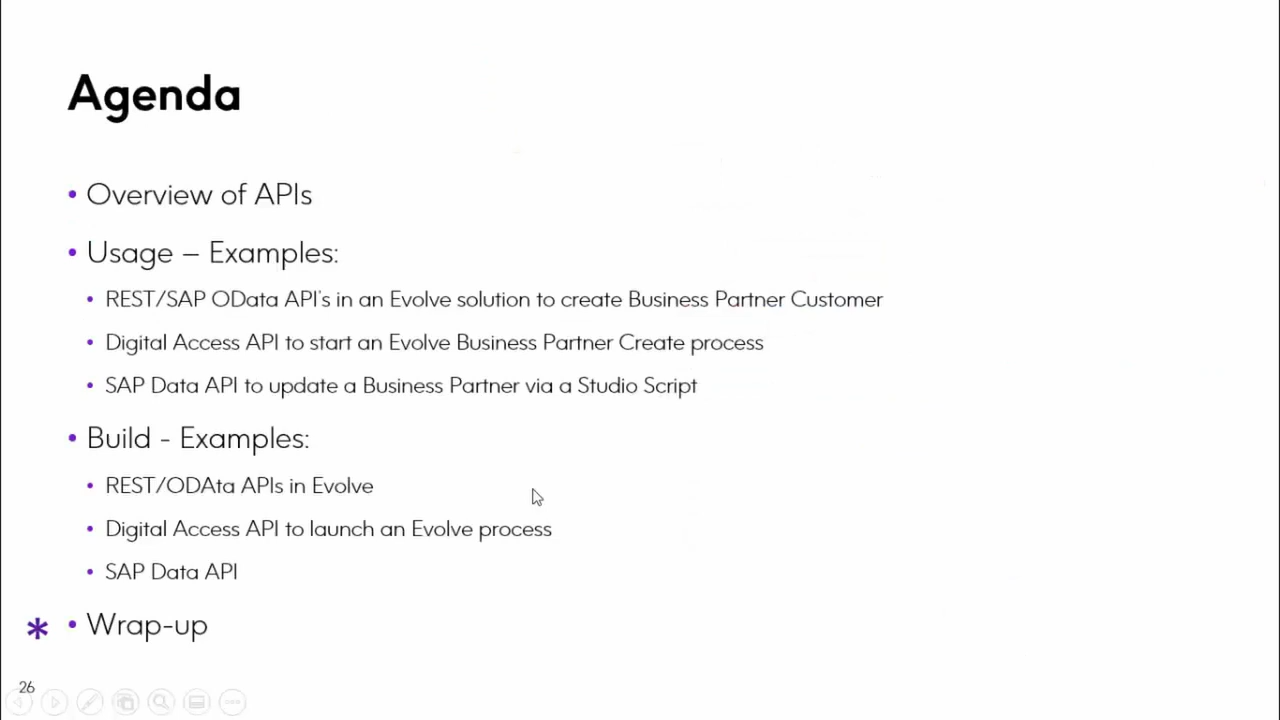 Agenda
• Overview of APIs
• Usage – Examples:
• REST/SAP OData API's in an Evolve solution to create Business Partner Customer
• Digital Access API to start an Evolve Business Partner Create process
• SAP Data API to update a Business Partner via a Studio Script
• Build - Examples:
• REST/ODAta APIs in Evolve
• Digital Access API to launch an Evolve process
• SAP Data API
* • Wrap-up
26